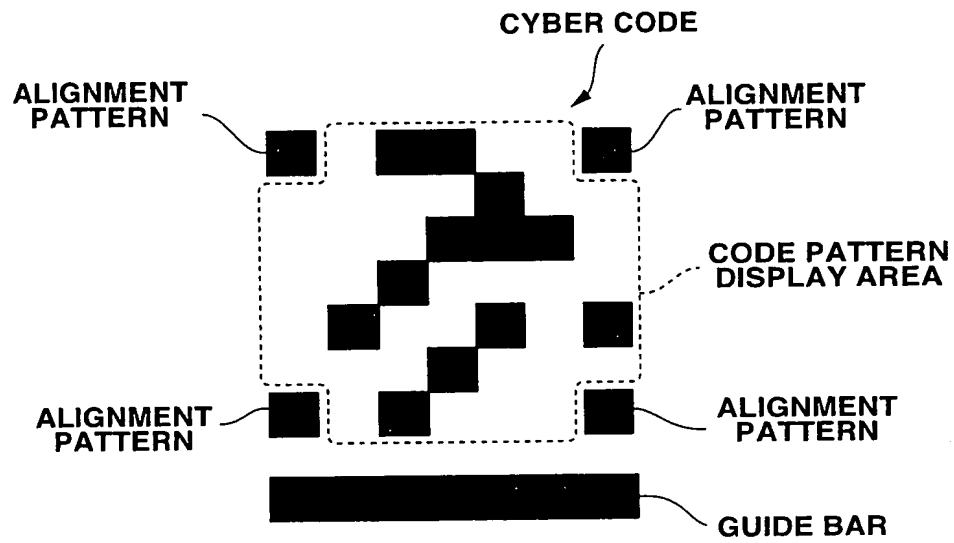 CYBER CODE
ALIGNMENT
PATTERN
ALIGNMENT
PATTERN
CODE PATTERN
DISPLAY AREA
ALIGNMENT
PATTERN
ALIGNMENT
PATTERN
GUIDE BAR